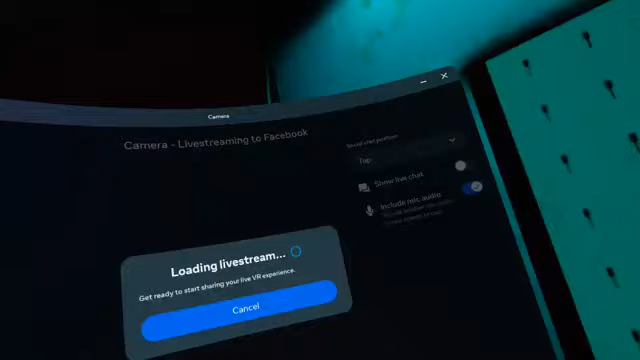 Camera
Camera - Livestreaming to Facebook
Top
Show live chat
Include mic audio
Loading livestream...
Get ready to start sharing your live VR experience.
Cancel